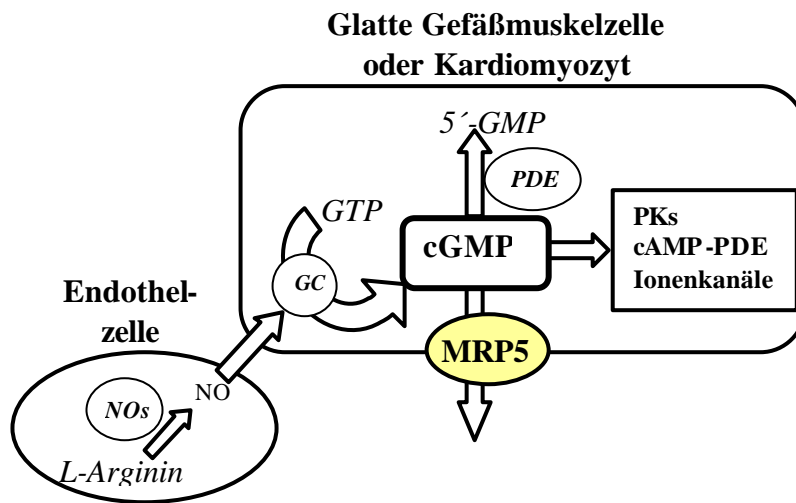 Glatte Gefäßmuskelzelle
oder Kardiomyozyt
5´-GMP
PDE
GTP
cGMP
PKs
cAMP-PDE
Ionenkanäle
GC
Endothel-
zelle
MRP5
NO
NOs
L-Arginin